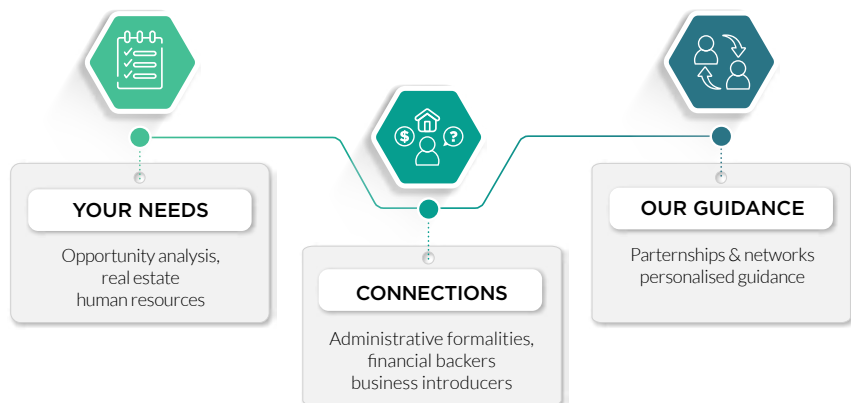 YOUR NEEDS
Opportunity analysis,
real estate
human resources
$
?
CONNECTIONS
Administrative formalities,
financial backers
business introducers
OUR GUIDANCE
Parternships & networks
personalised guidance